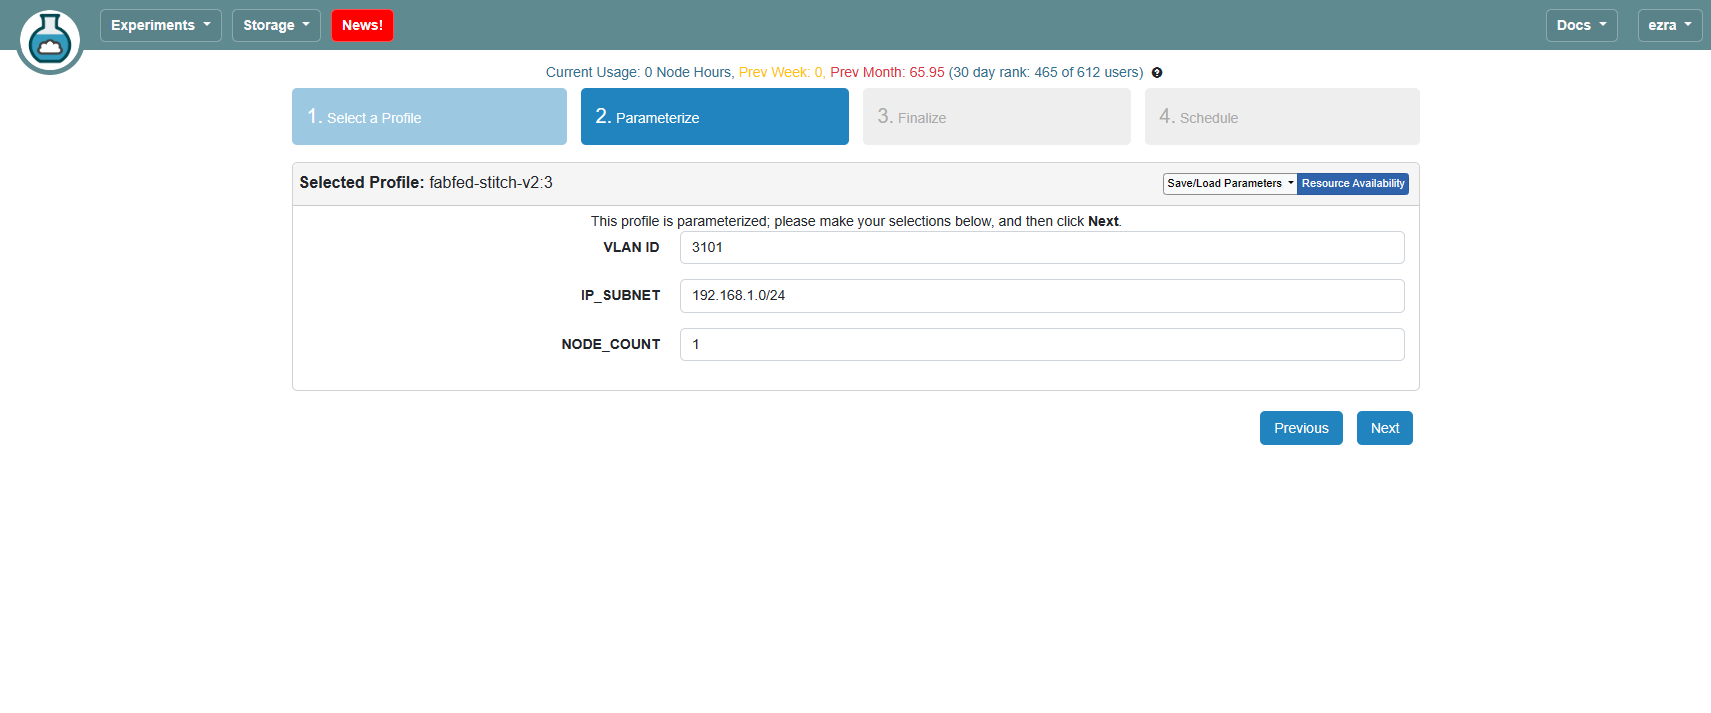 Experiments Storage News! Docs ezra
Current Usage: 0 Node Hours, Prev Week: 0, Prev Month: 65.95 (30 day rank: 465 of 612 users)
1. Select a Profile 2. Parameterize 3. Finalize 4. Schedule
Selected Profile: fabfed-stitch-v2:3 Save/Load Parameters Resource Availability
This profile is parameterized; please make your selections below, and then click Next.
VLAN ID 3101
IP_SUBNET 192.168.1.0/24
NODE_COUNT 1
Previous Next